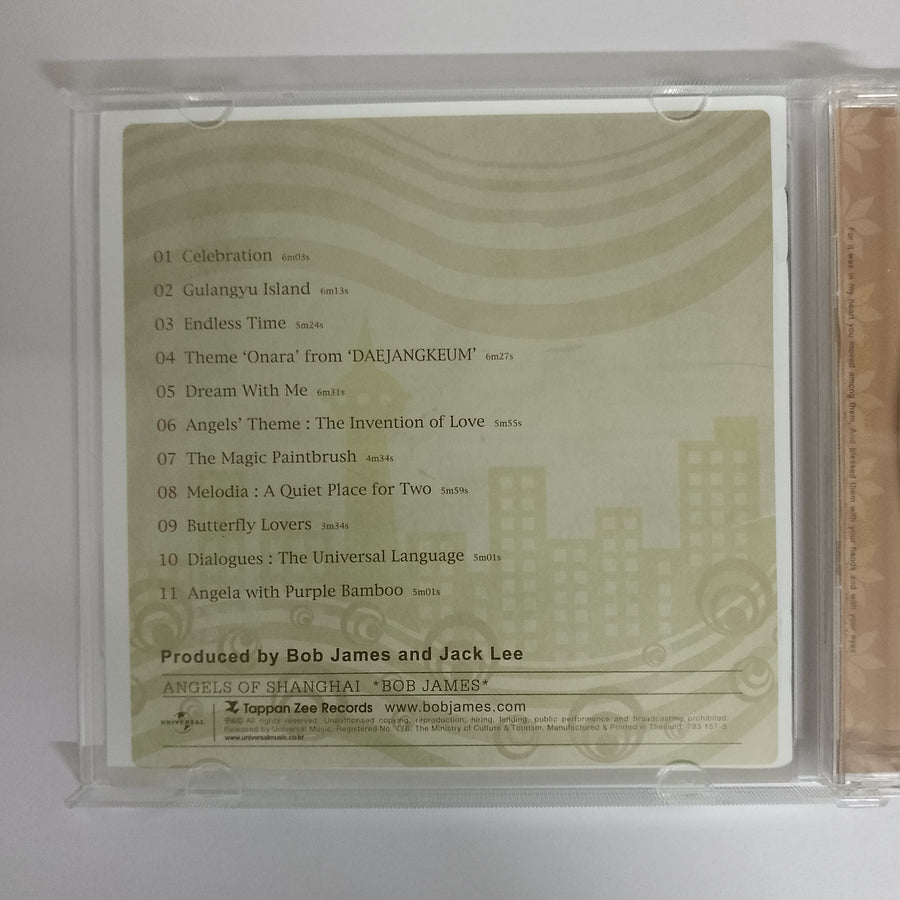 01 Celebration 6m03s
02 Gulangyu Island 6m13s
03 Endless Time 5m24s
04 Theme ‘Onara’ from ‘DAEJANGKEUM’ 6m27s
05 Dream With Me 6m31s
06 Angels’ Theme : The Invention of Love 5m55s
07 The Magic Paintbrush 4m34s
08 Melodia : A Quiet Place for Two 5m59s
09 Butterfly Lovers 3m34s
10 Dialogues : The Universal Language 5m01s
11 Angela with Purple Bamboo 5m01s
Produced by Bob James and Jack Lee
ANGELS OF SHANGHAI *BOB JAMES*
UNIVERSAL
Tappan Zee Records www.bobjames.com
All rights reserved. Unauthorised copying, reproduction, hiring, lending, public performance and broadcasting prohibited.
Released by Universal Music. Registered No. The Ministry of Culture & Tourism. Manufactured & Printed in
www.universalmusic.co.kr
For it was in my heart you moved among them, And blessed them with your hands and with your eyes